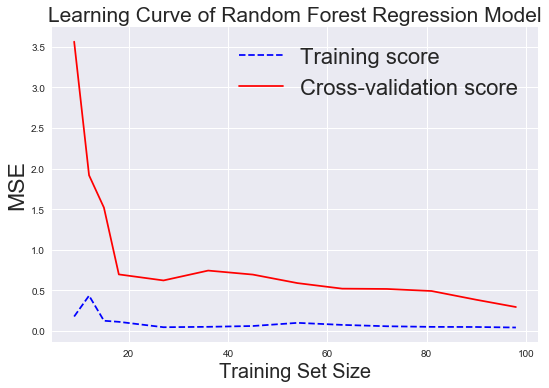 Learning Curve of Random Forest Regression Model
Training score
Cross-validation score
3.5
3.0
2.5
2.0
1.5
1.0
0.5
0.0
MSE
20
40
60
80
100
Training Set Size